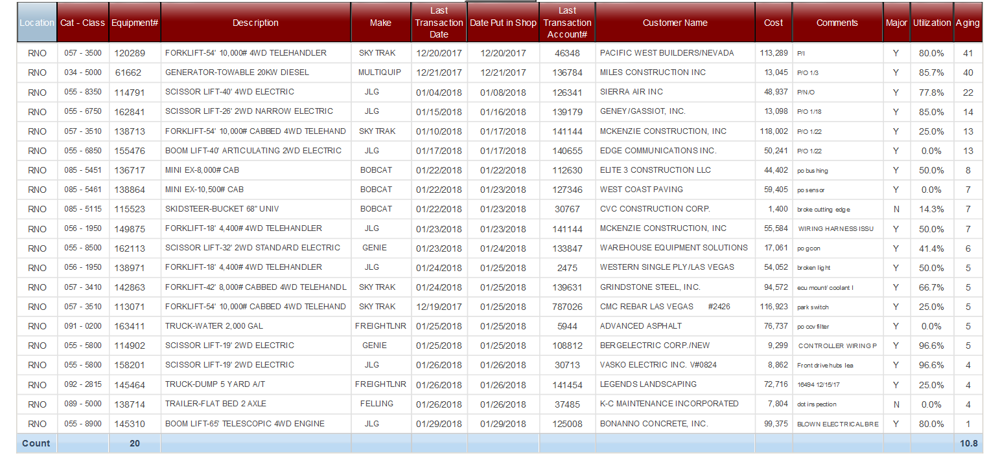 Location Cat - Class Equipment# Description Make Last Transaction Date Date Put in Shop Last Transaction Account# Customer Name Cost Comments Major Utilization Aging
RNO 057 - 3500 120289 FORKLIFT-54' 10,000# 4WD TELEHANDLER SKYTRAK 12/20/2017 12/20/2017 46348 PACIFIC WEST BUILDERS/NEVADA 113,289 P/I Y 80.0% 41
RNO 034 - 5000 61662 GENERATOR-TOWABLE 20KW DIESEL MULTIQUIP 12/21/2017 12/21/2017 136784 MILES CONSTRUCTION INC 13,045 P/O 1/3 Y 85.7% 40
RNO 055 - 8350 114791 SCISSOR LIFT-40' 4WD ELECTRIC JLG 01/04/2018 01/08/2018 126341 SIERRA AIR INC 48,937 P/N/O Y 77.8% 22
RNO 055 - 6750 162841 SCISSOR LIFT-26' 2WD NARROW ELECTRIC JLG 01/15/2018 01/16/2018 139179 GENEY/GASSIOT, INC. 13,098 P/O 1/18 Y 85.0% 14
RNO 057 - 3510 138713 FORKLIFT-54' 10,000# CABBED 4WD TELEHAND SKYTRAK 01/10/2018 01/17/2018 141144 MCKENZIE CONSTRUCTION, INC 118,002 P/O 1/22 Y 25.0% 13
RNO 055 - 6850 155476 BOOM LIFT-40' ARTICULATING 2WD ELECTRIC JLG 01/17/2018 01/17/2018 140655 EDGE COMMUNICATIONS INC. 50,241 P/O 1/22 Y 0.0% 13
RNO 085 - 5451 136717 MINI EX-8,000# CAB BOBCAT 01/22/2018 01/22/2018 112630 ELITE 3 CONSTRUCTION LLC 44,402 po bushing Y 50.0% 8
RNO 085 - 5461 138864 MINI EX-10,500# CAB BOBCAT 01/22/2018 01/23/2018 127346 WEST COAST PAVING 59,405 po sensor Y 0.0% 7
RNO 085 - 5115 115523 SKIDSTEER-BUCKET 68" UNIV BOBCAT 01/22/2018 01/23/2018 30767 CVC CONSTRUCTION CORP. 1,400 broke cutting edge N 14.3% 7
RNO 056 - 1950 149875 FORKLIFT-18' 4,400# 4WD TELEHANDLER JLG 01/23/2018 01/23/2018 141144 MCKENZIE CONSTRUCTION, INC 55,584 WIRING HARNESS ISSU Y 50.0% 7
RNO 055 - 8500 162113 SCISSOR LIFT-32' 2WD STANDARD ELECTRIC GENIE 01/23/2018 01/24/2018 133847 WAREHOUSE EQUIPMENT SOLUTIONS 17,061 po gcon Y 41.4% 6
RNO 056 - 1950 138971 FORKLIFT-18' 4,400# 4WD TELEHANDLER JLG 01/24/2018 01/25/2018 2475 WESTERN SINGLE PLY/LAS VEGAS 54,052 broken light Y 50.0% 5
RNO 057 - 3410 142863 FORKLIFT-42' 8,000# CABBED 4WD TELEHANDL SKYTRAK 01/24/2018 01/25/2018 139631 GRINDSTONE STEEL, INC. 94,572 ecu mount/ coolant l Y 66.7% 5
RNO 057 - 3510 113071 FORKLIFT-54' 10,000# CABBED 4WD TELEHAND SKYTRAK 12/19/2017 01/25/2018 787026 CMC REBAR LAS VEGAS #2426 116,923 park switch Y 25.0% 5
RNO 091 - 0200 163411 TRUCK-WATER 2,000 GAL FREIGHTLNR 01/25/2018 01/25/2018 5944 ADVANCED ASPHALT 76,737 po ccv filter Y 0.0% 5
RNO 055 - 5800 114902 SCISSOR LIFT-19' 2WD ELECTRIC GENIE 01/25/2018 01/25/2018 108812 BERGELECTRIC CORP./NEW 9,299 CONTROLLER WIRING P Y 96.6% 5
RNO 055 - 5800 158201 SCISSOR LIFT-19' 2WD ELECTRIC JLG 01/26/2018 01/26/2018 30713 VASKO ELECTRIC INC. V#0824 8,862 Front drive hubs lea Y 96.6% 4
RNO 092 - 2815 145464 TRUCK-DUMP 5 YARD A/T FREIGHTLNR 01/26/2018 01/26/2018 141454 LEGENDS LANDSCAPING 72,716 16494 12/15/17 Y 25.0% 4
RNO 089 - 5000 138714 TRAILER-FLAT BED 2 AXLE FELLING 01/26/2018 01/26/2018 37485 K-C MAINTENANCE INCORPORATED 7,804 dot inspection N 0.0% 4
RNO 055 - 8900 145310 BOOM LIFT-65' TELESCOPIC 4WD ENGINE JLG 01/29/2018 01/29/2018 125008 BONANNO CONCRETE, INC. 99,375 BLOWN ELECTRICAL BRE Y 80.0% 1
Count 20 10.8